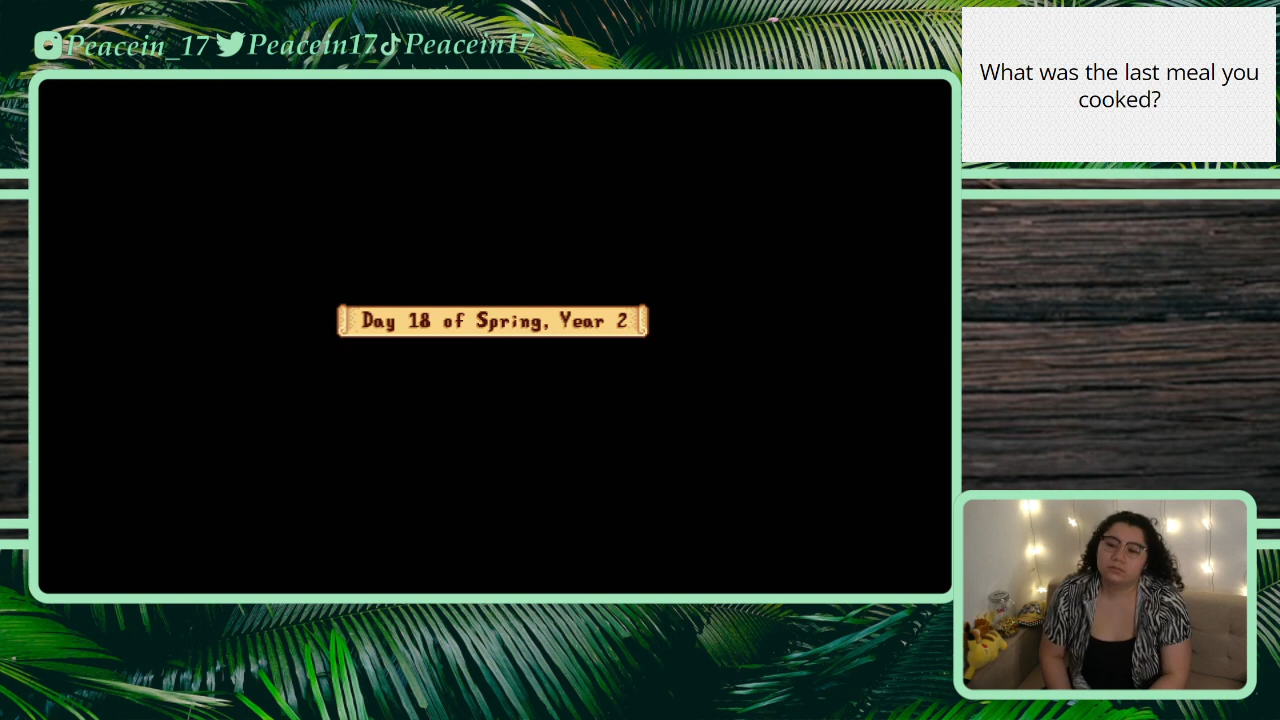 Peacein_17 Peacein17 Peacein17
What was the last meal you
cooked?
Day 18 of Spring, Year 2